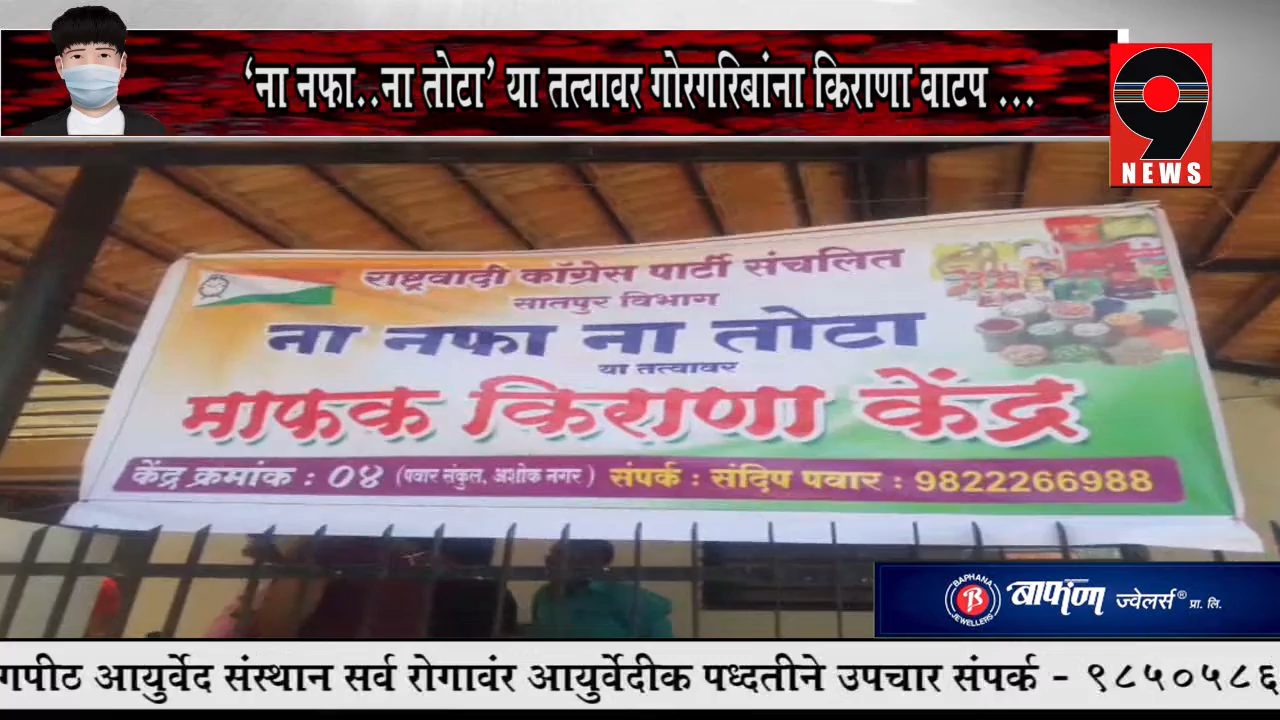 ‘ना नफा..ना तोटा’ या तत्वावर गोरगरिबांना किराणा वाटप ...
9
NEWS
राष्ट्रवादी काँग्रेस पार्टी संचलित
सातपुर विभाग
ना नफा ना तोटा
या तत्वावर
माफक किराणा केंद्र
केंद्र क्रमांक : ०४ (पवार संकुल, अशोक नगर) संपर्क : संदिप पवार : 9822266988
BAPHANA
B
JEWELLERS
बाफणा ज्वेलर्स® प्रा. लि.
गपीठ आयुर्वेद संस्थान सर्व रोगावंर आयुर्वेदीक पध्दतीने उपचार संपर्क - ९८५०५८६